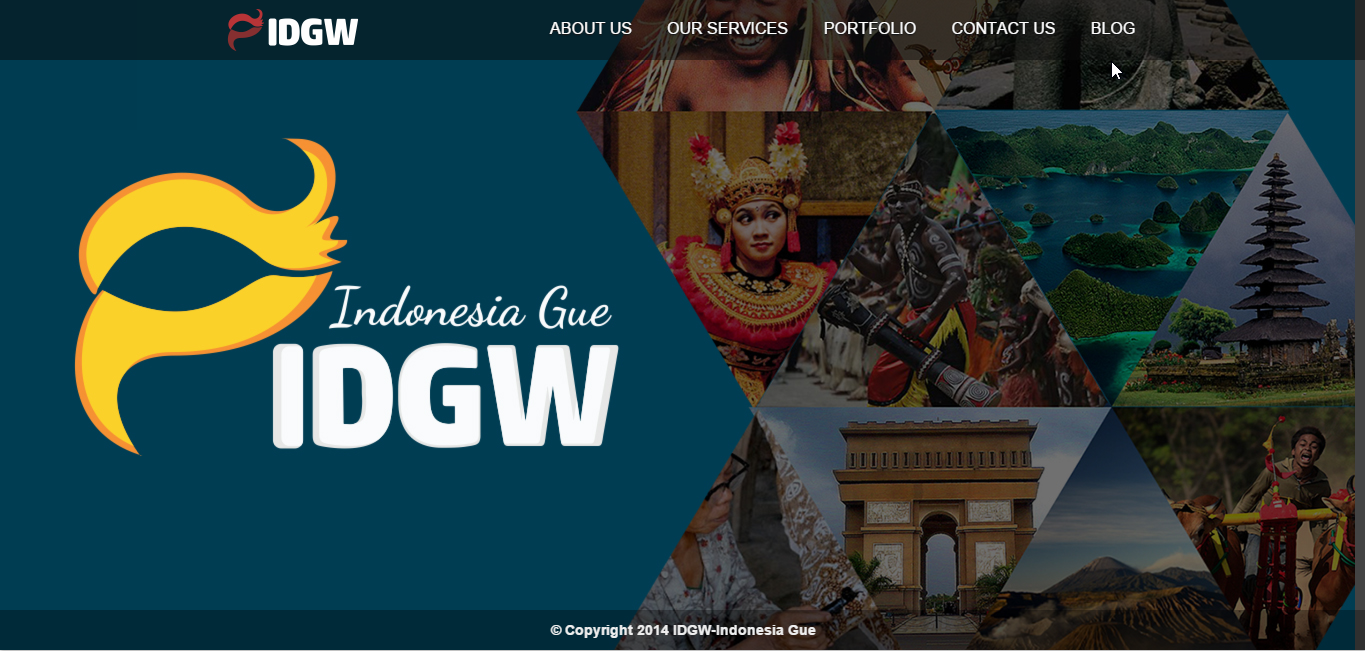 IDGW
ABOUT US OUR SERVICES PORTFOLIO CONTACT US BLOG
Indonesia Gue
IDGW
© Copyright 2014 IDGW-Indonesia Gue